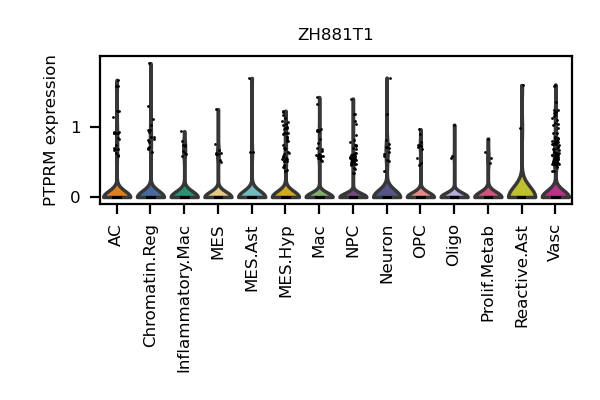 ZH881T1
PTPRM expression
1
0
AC
Chromatin.Reg
Inflammatory.Mac
MES
MES.Ast
MES.Hyp
Mac
NPC
Neuron
OPC
Oligo
Prolif.Metab
Reactive.Ast
Vasc